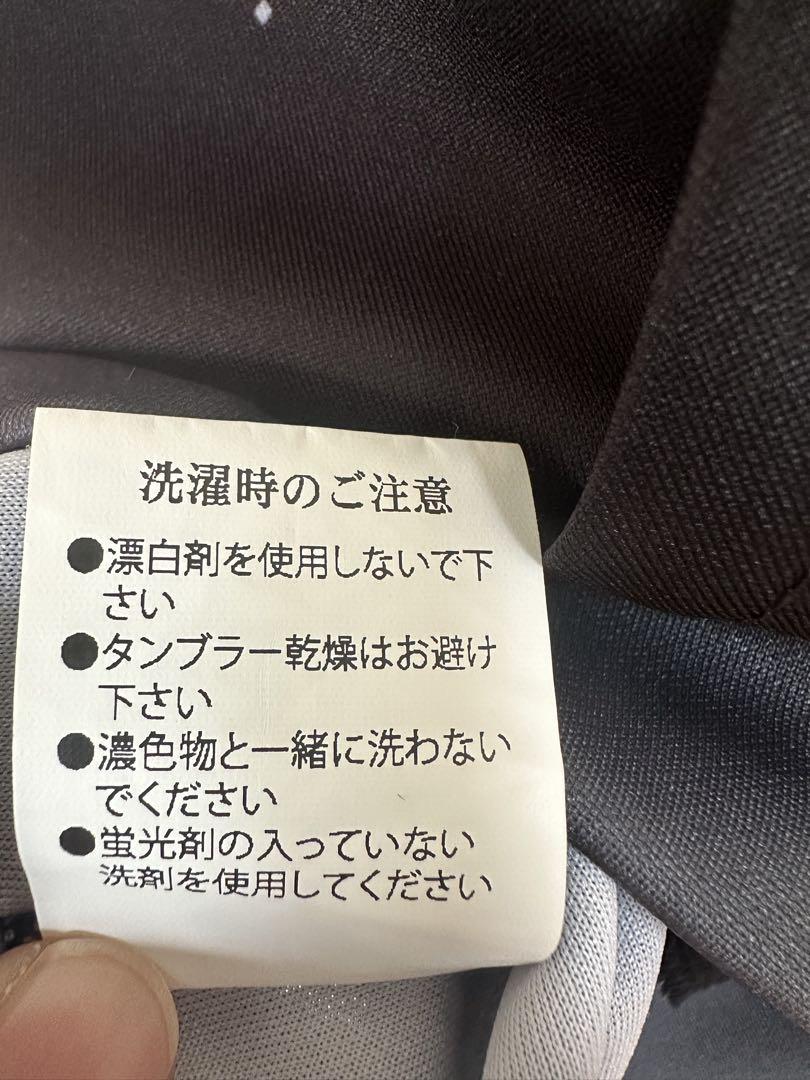 洗濯時のご注意
●漂白剤を使用しないで下
さい
●タンブラー乾燥はお避け
下さい
●濃色物と一緒に洗わない
でください
●蛍光剤の入っていない
洗剤を使用してください